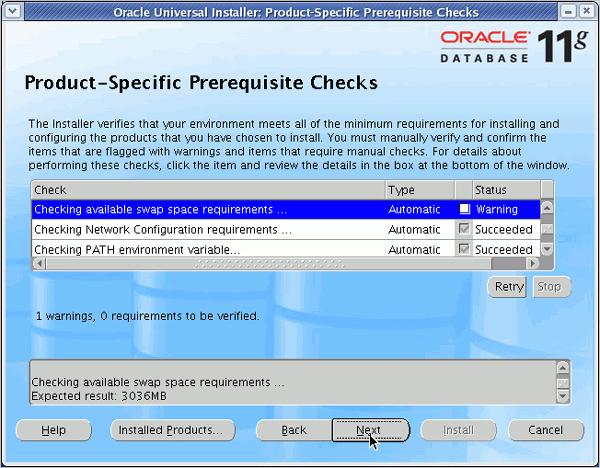 Oracle Universal Installer: Product-Specific Prerequisite Checks
ORACLE
DATABASE 11g
Product-Specific Prerequisite Checks
The Installer verifies that your environment meets all of the minimum requirements for installing and
configuring the products that you have chosen to install. You must manually verify and confirm the
items that are flagged with warnings and items that require manual checks. For details about
performing these checks, click the item and review the details in the box at the bottom of the window.
Check Type Status
Checking available swap space requirements ... Automatic Warning
Checking Network Configuration requirements ... Automatic Succeeded
Checking PATH environment variable... Automatic Succeeded
Retry Stop
1 warnings, 0 requirements to be verified.
Checking available swap space requirements ...
Expected result: 3036MB
Help Installed Products... Back Next Install Cancel